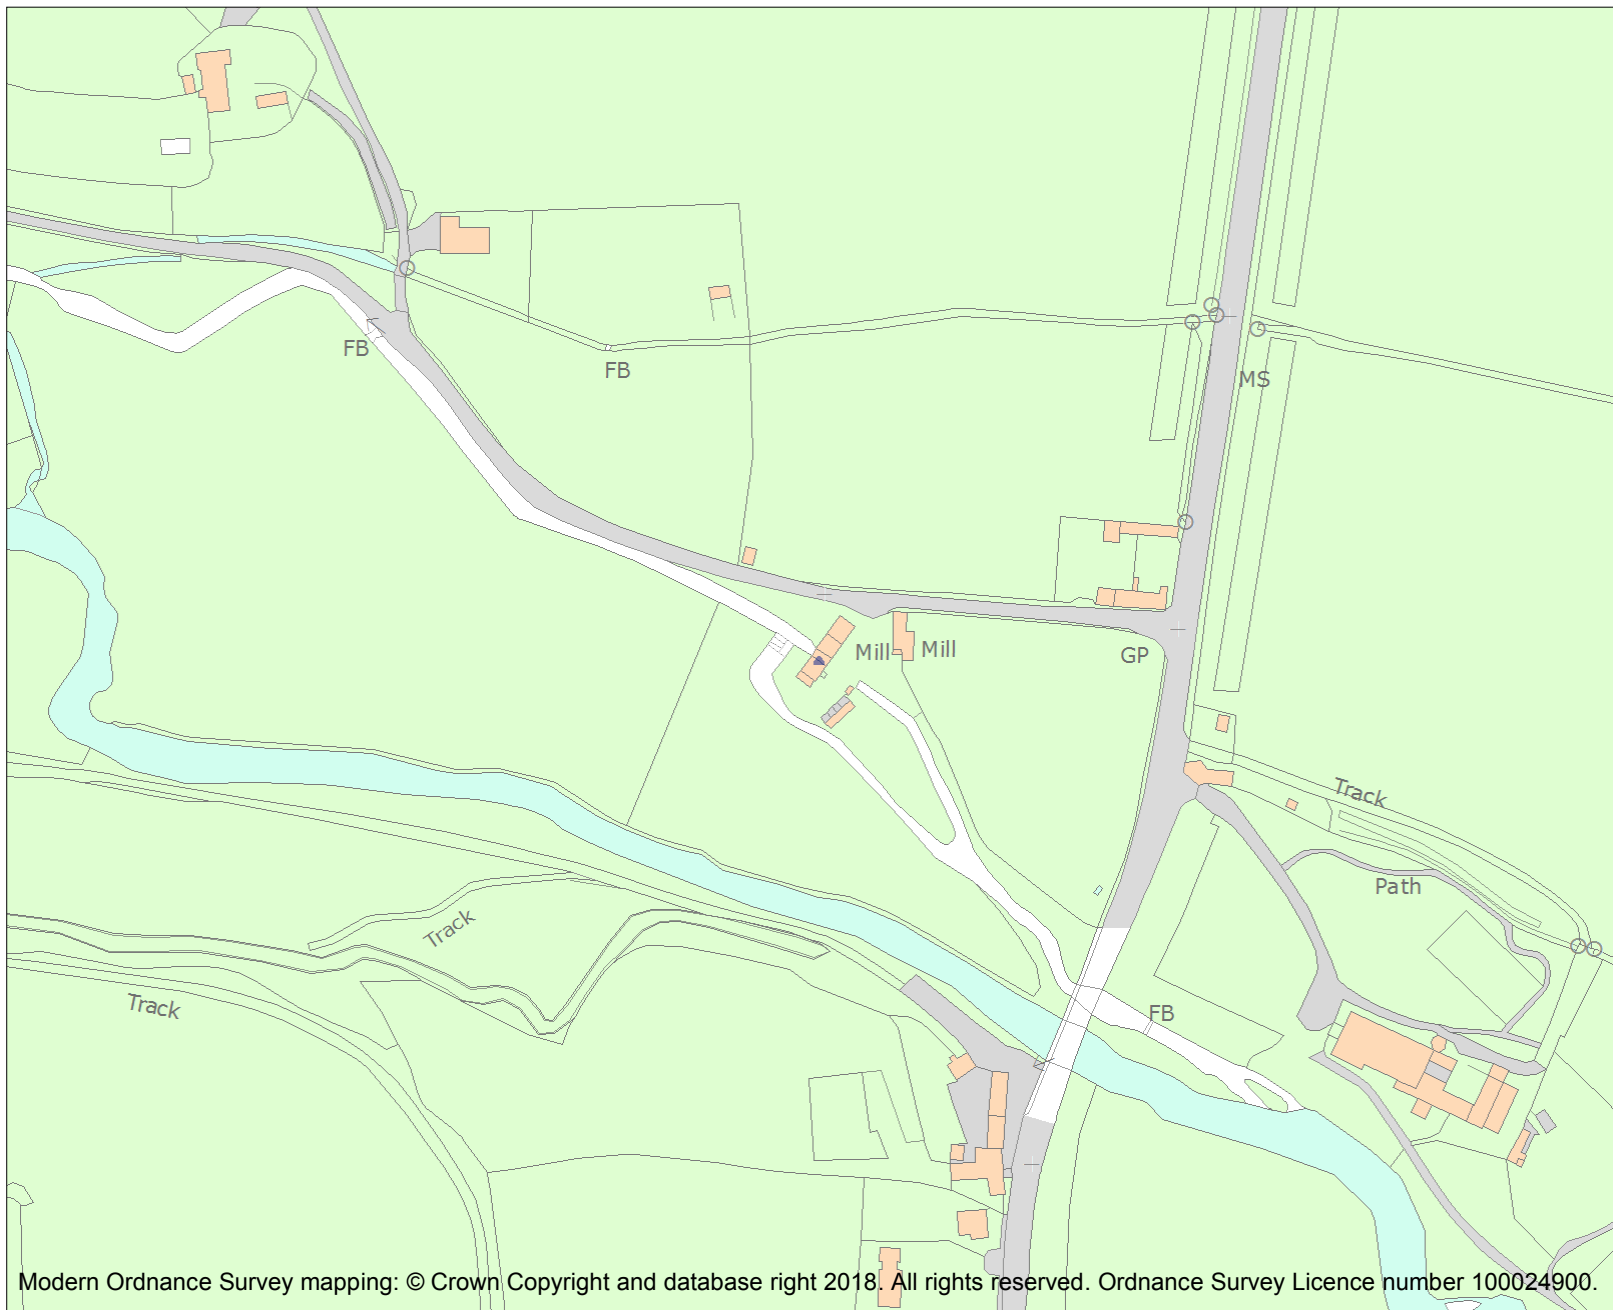 FB
FB
MS
Mill
Mill
GP
Track
Path
Track
Track
FB
Modern Ordnance Survey mapping: © Crown Copyright and database right 2018. All rights reserved. Ordnance Survey Licence number 100024900.